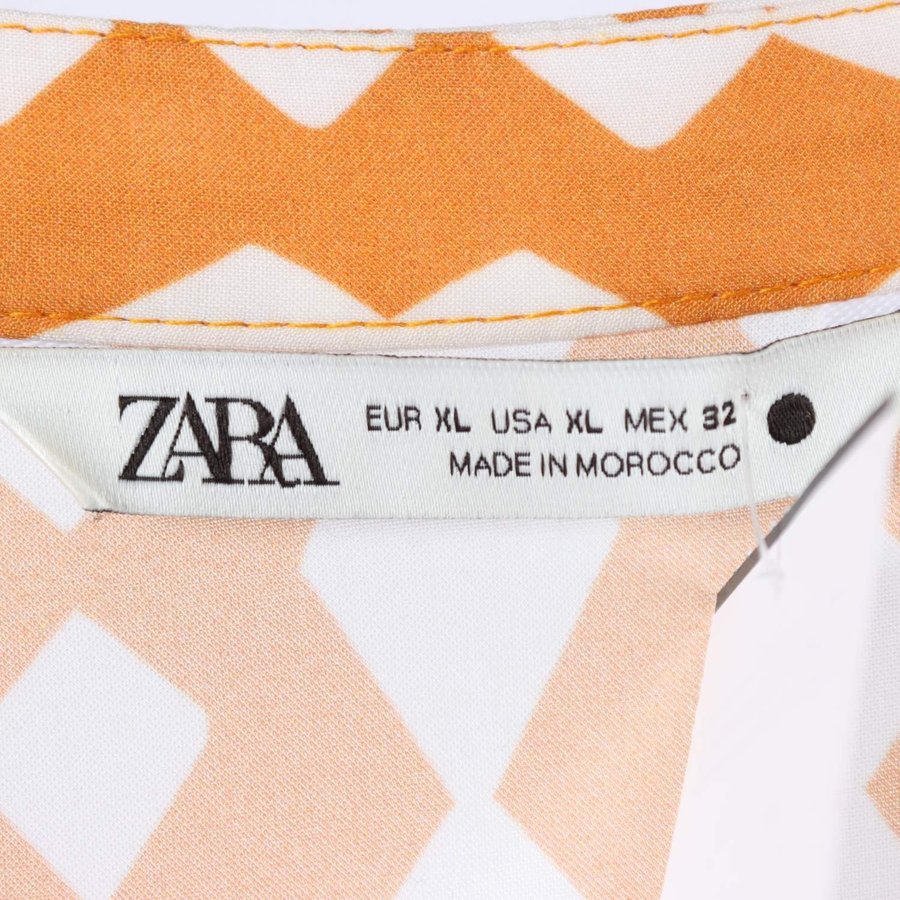 ZARA
EUR XL USA XL MEX 32
MADE IN MOROCCO